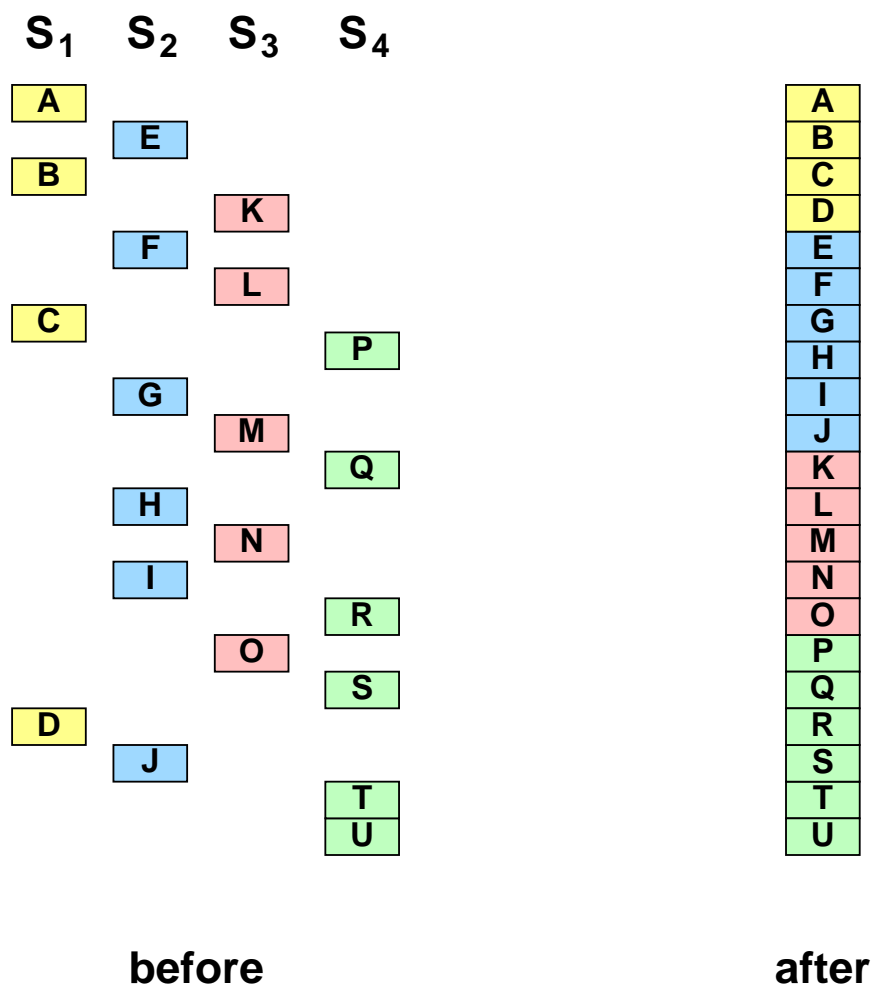 S1 S2 S3 S4
A A
E B
B C
K D
F E
L F
C G
P H
G I
M J
Q K
H L
N M
I N
R O
O P
S Q
D R
J S
T T
U U
before after